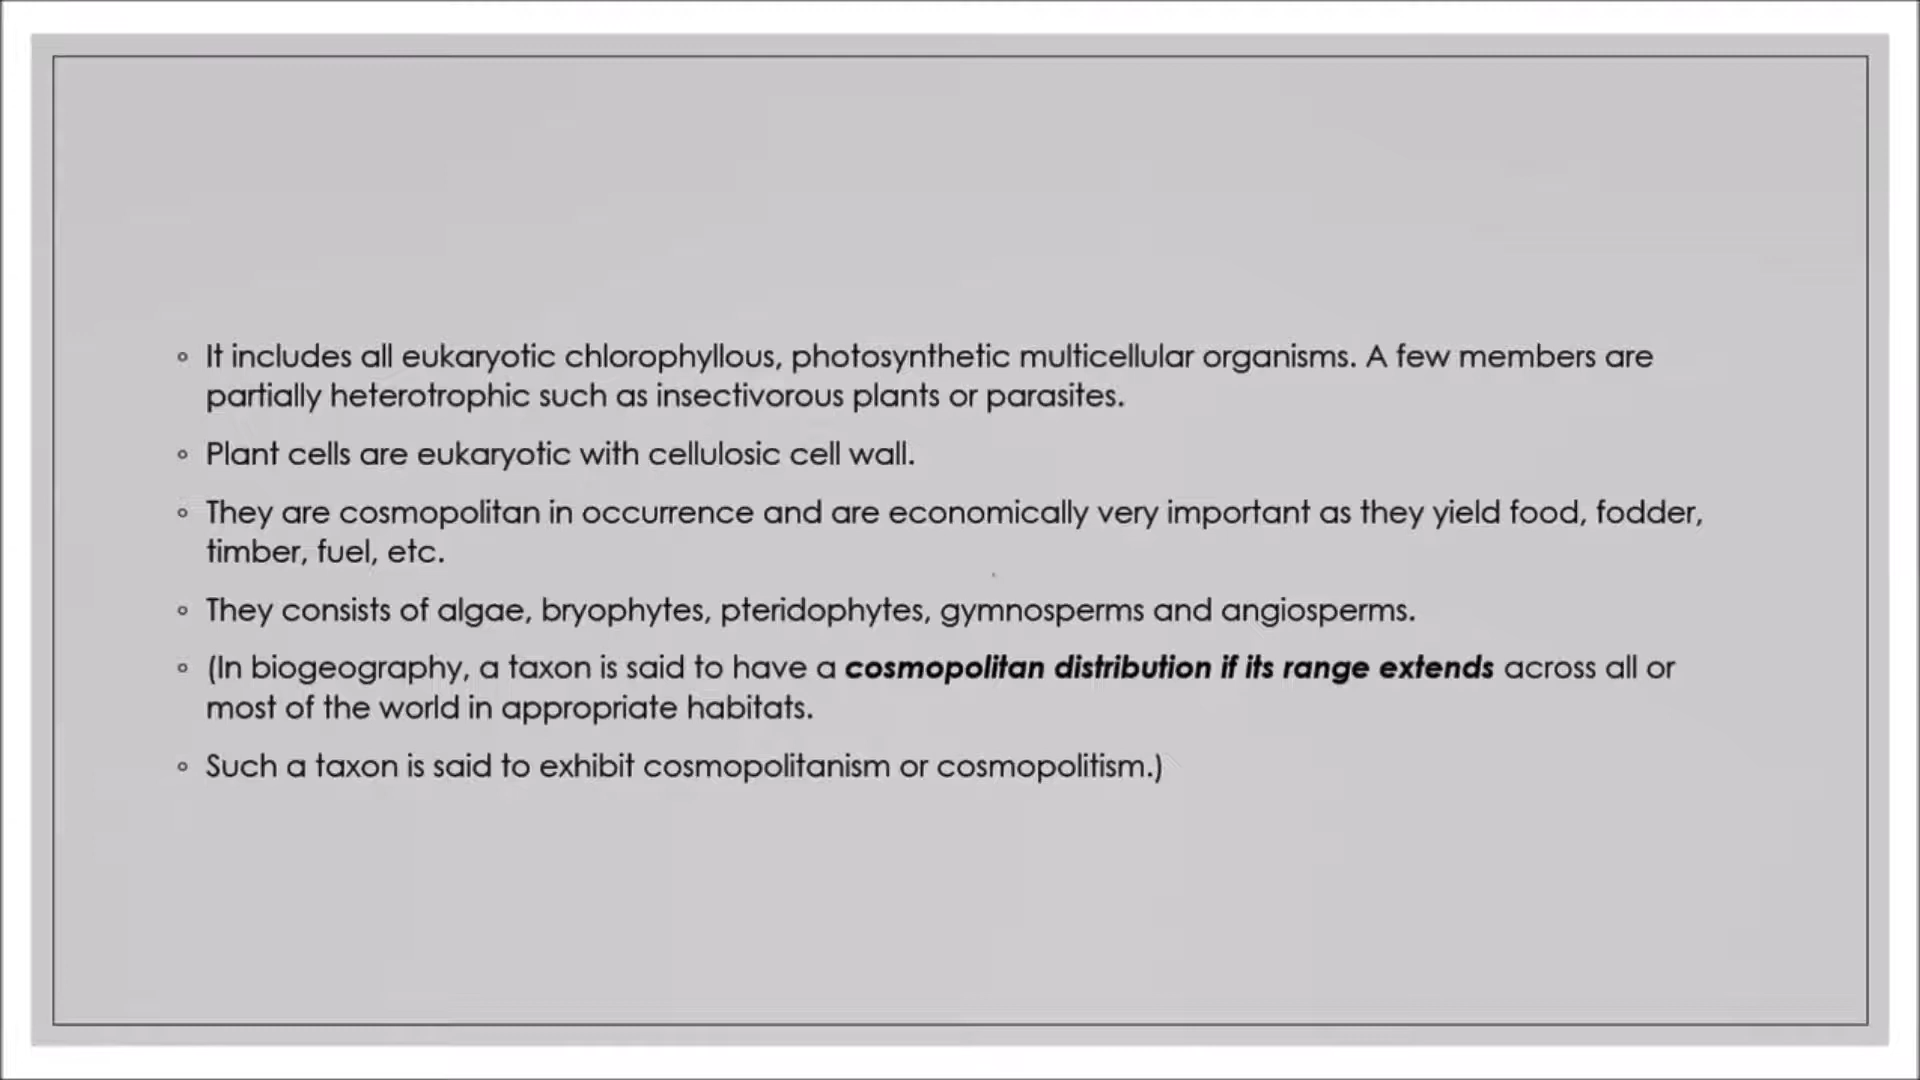 ◦ It includes all eukaryotic chlorophyllous, photosynthetic multicellular organisms. A few members are
partially heterotrophic such as insectivorous plants or parasites.
◦ Plant cells are eukaryotic with cellulosic cell wall.
◦ They are cosmopolitan in occurrence and are economically very important as they yield food, fodder,
timber, fuel, etc.
◦ They consists of algae, bryophytes, pteridophytes, gymnosperms and angiosperms.
◦ (In biogeography, a taxon is said to have a cosmopolitan distribution if its range extends across all or
most of the world in appropriate habitats.
◦ Such a taxon is said to exhibit cosmopolitanism or cosmopolitism.)